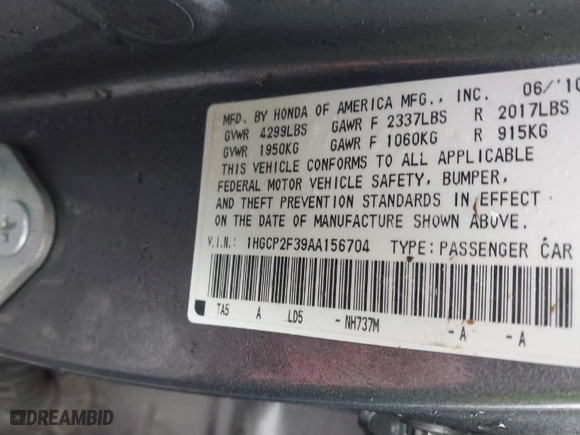 MFD. BY HONDA OF AMERICA MFG., INC. 06/'10
GVWR 4299LBS GAWR F 2337LBS R 2017LBS
GVWR 1950KG GAWR F 1060KG R 915KG
THIS VEHICLE CONFORMS TO ALL APPLICABLE
FEDERAL MOTOR VEHICLE SAFETY, BUMPER,
AND THEFT PREVENTION STANDARDS IN EFFECT
ON THE DATE OF MANUFACTURE SHOWN ABOVE.
V.I.N: 1HGCP2F39AA156704 TYPE: PASSENGER CAR
TA5 A LD5 - NH737M - A - A
DREAMBID